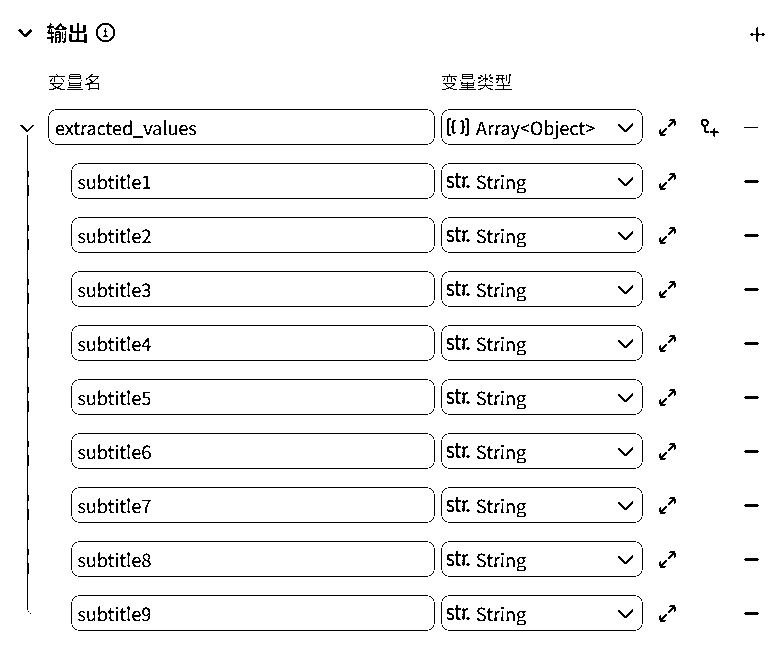 输出
变量名 变量类型
extracted_values [{}] Array<Object>
subtitle1 str. String
subtitle2 str. String
subtitle3 str. String
subtitle4 str. String
subtitle5 str. String
subtitle6 str. String
subtitle7 str. String
subtitle8 str. String
subtitle9 str. String